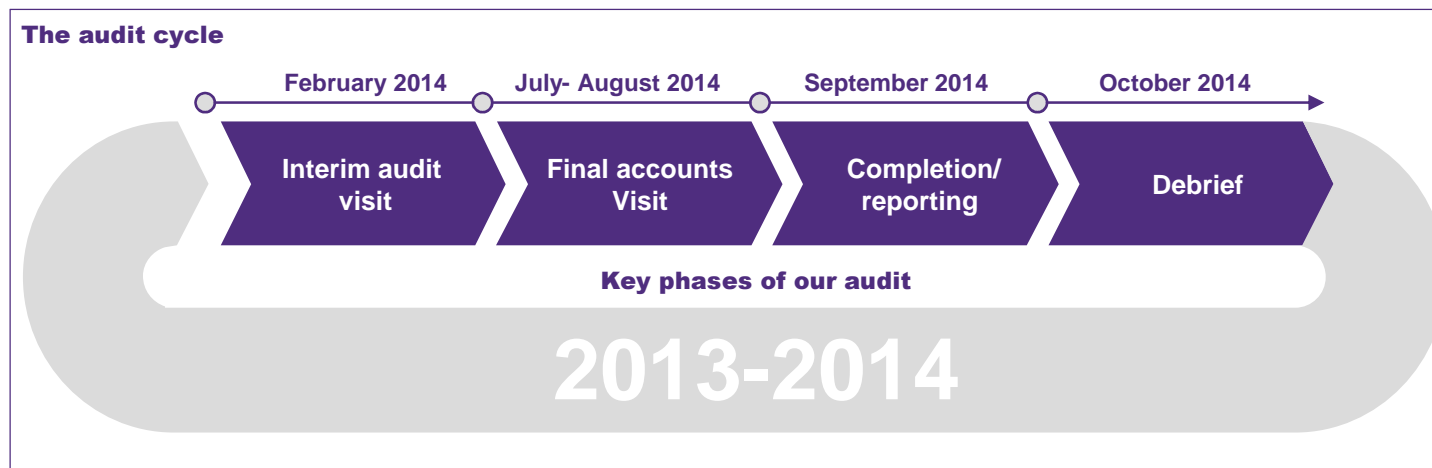 The audit cycle
February 2014
July- August 2014
September 2014
October 2014
Interim audit
visit
Final accounts
Visit
Completion/
reporting
Debrief
Key phases of our audit
2013-2014